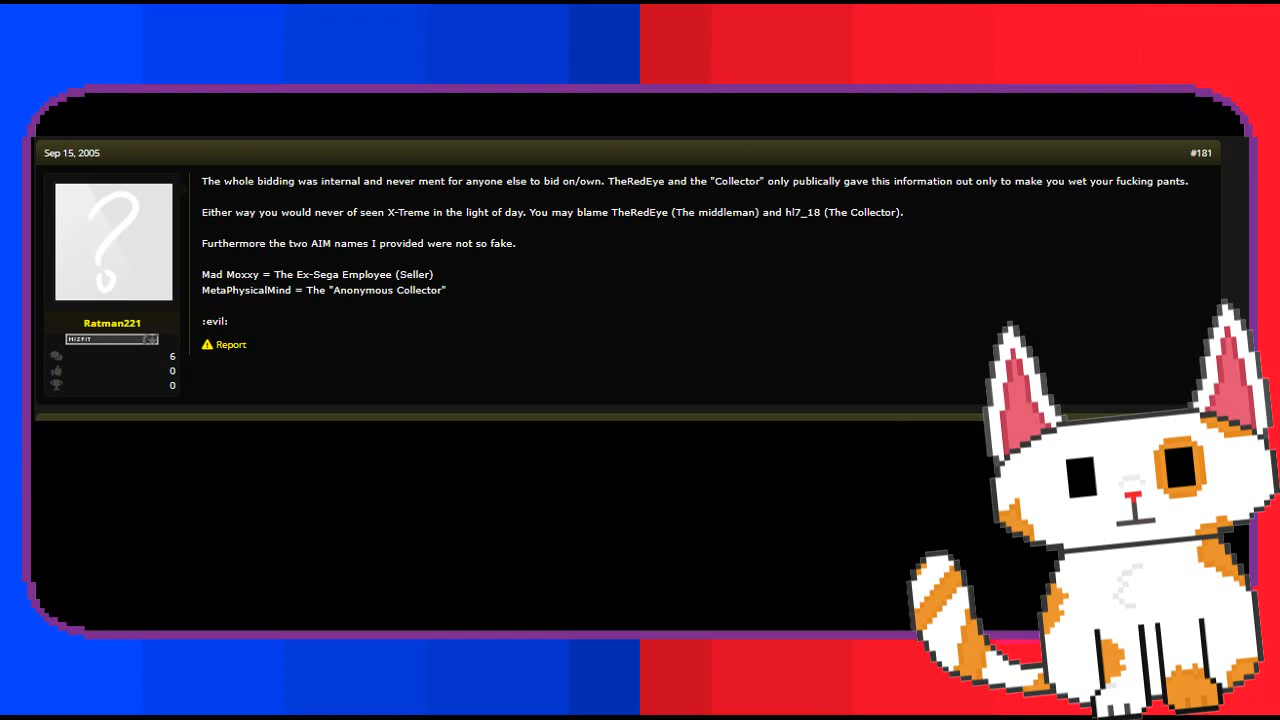 Sep 15, 2005
#181
The whole bidding was internal and never ment for anyone else to bid on/own. TheRedEye and the "Collector" only publically gave this information out only to make you wet your fucking pants.
Either way you would never of seen X-Treme in the light of day. You may blame TheRedEye (The middleman) and hl7_18 (The Collector).
Furthermore the two AIM names I provided were not so fake.
Mad Moxxy = The Ex-Sega Employee (Seller)
MetaPhysicalMind = The "Anonymous Collector"
:evil:
Report
Ratman221
MISFIT
6
0
0